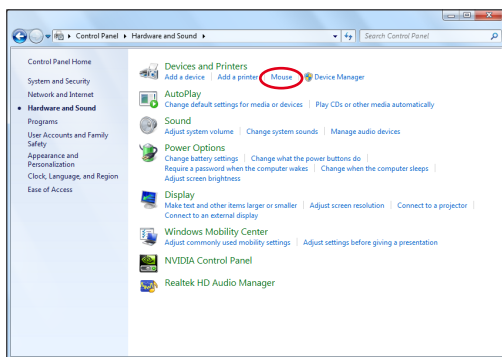 Control Panel ▸ Hardware and Sound ▸
Search Control Panel
Control Panel Home
System and Security
Network and Internet
Hardware and Sound
Programs
User Accounts and Family
Safety
Appearance and
Personalization
Clock, Language, and Region
Ease of Access
Devices and Printers
Add a device | Add a printer | Mouse | Device Manager
AutoPlay
Change default settings for media or devices | Play CDs or other media automatically
Sound
Adjust system volume | Change system sounds | Manage audio devices
Power Options
Change battery settings | Change what the power buttons do |
Require a password when the computer wakes | Change when the computer sleeps |
Adjust screen brightness
Display
Make text and other items larger or smaller | Adjust screen resolution | Connect to a projector |
Connect to an external display
Windows Mobility Center
Adjust commonly used mobility settings | Adjust settings before giving a presentation
NVIDIA Control Panel
Realtek HD Audio Manager